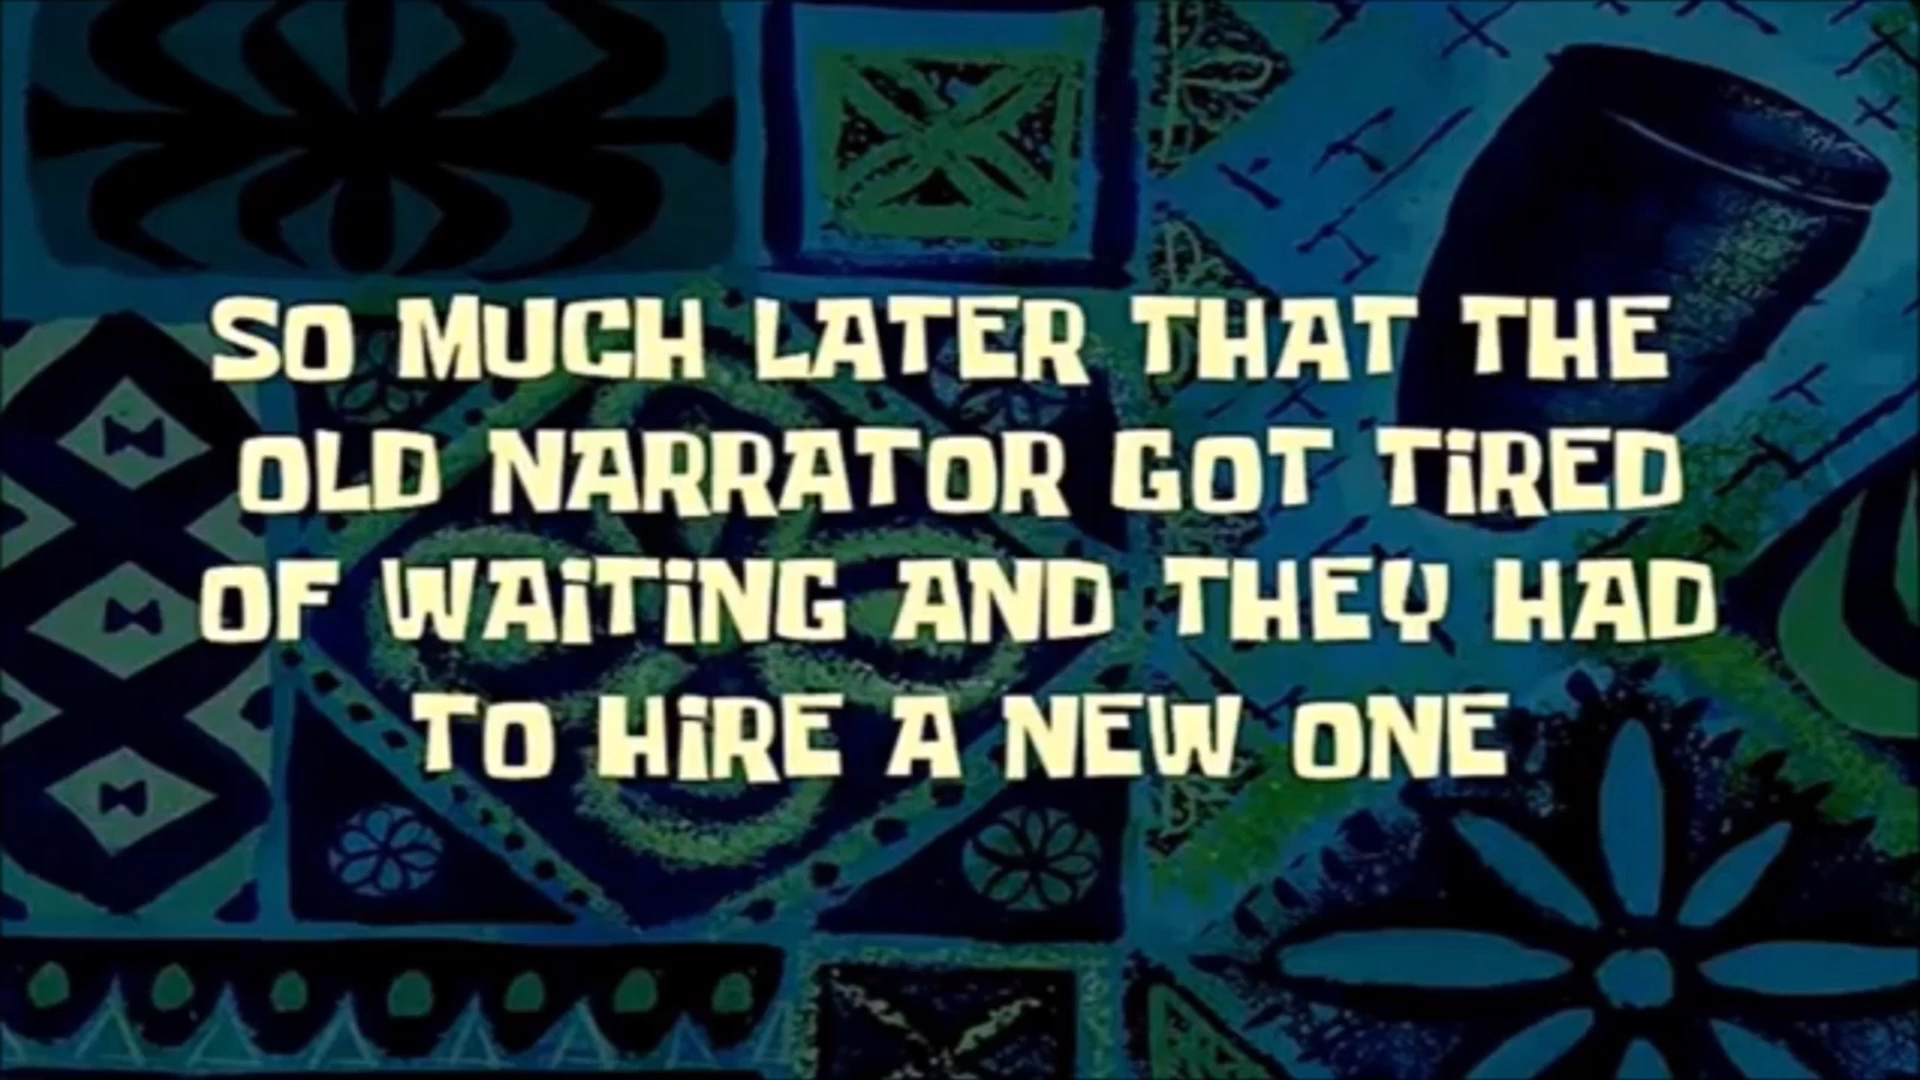 SO MUCH LATER THAT THE
OLD NARRATOR GOT TiRED
OF WAiTiNG AND THEY HAD
TO HiRE A NEW ONE